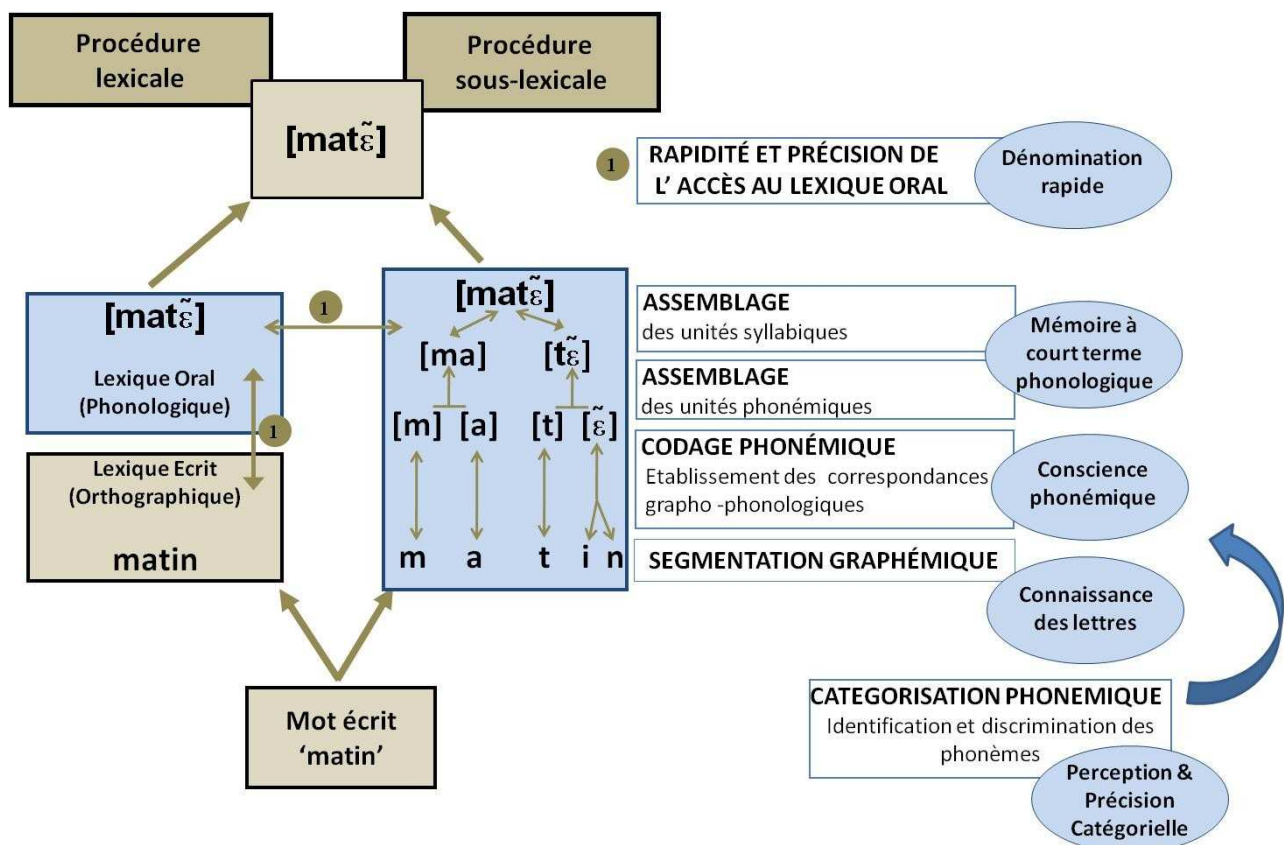 Procédure
lexicale
Procédure
sous-lexicale
[matɛ̃]
1
RAPIDITÉ ET PRÉCISION DE
L’ ACCÈS AU LEXIQUE ORAL
Dénomination
rapide
[matɛ̃]
Lexique Oral
(Phonologique)
1
1
Lexique Ecrit
(Orthographique)
matin
[matɛ̃]
[ma] [tɛ̃]
[m] [a] [t] [ɛ̃]
m a t i n
ASSEMBLAGE
des unités syllabiques
ASSEMBLAGE
des unités phonémiques
Mémoire à
court terme
phonologique
CODAGE PHONÉMIQUE
Etablissement des correspondances
grapho -phonologiques
Conscience
phonémique
SEGMENTATION GRAPHÉMIQUE
Connaissance
des lettres
Mot écrit
‘matin’
CATEGORISATION PHONEMIQUE
Identification et discrimination des
phonèmes
Perception &
Précision
Catégorielle